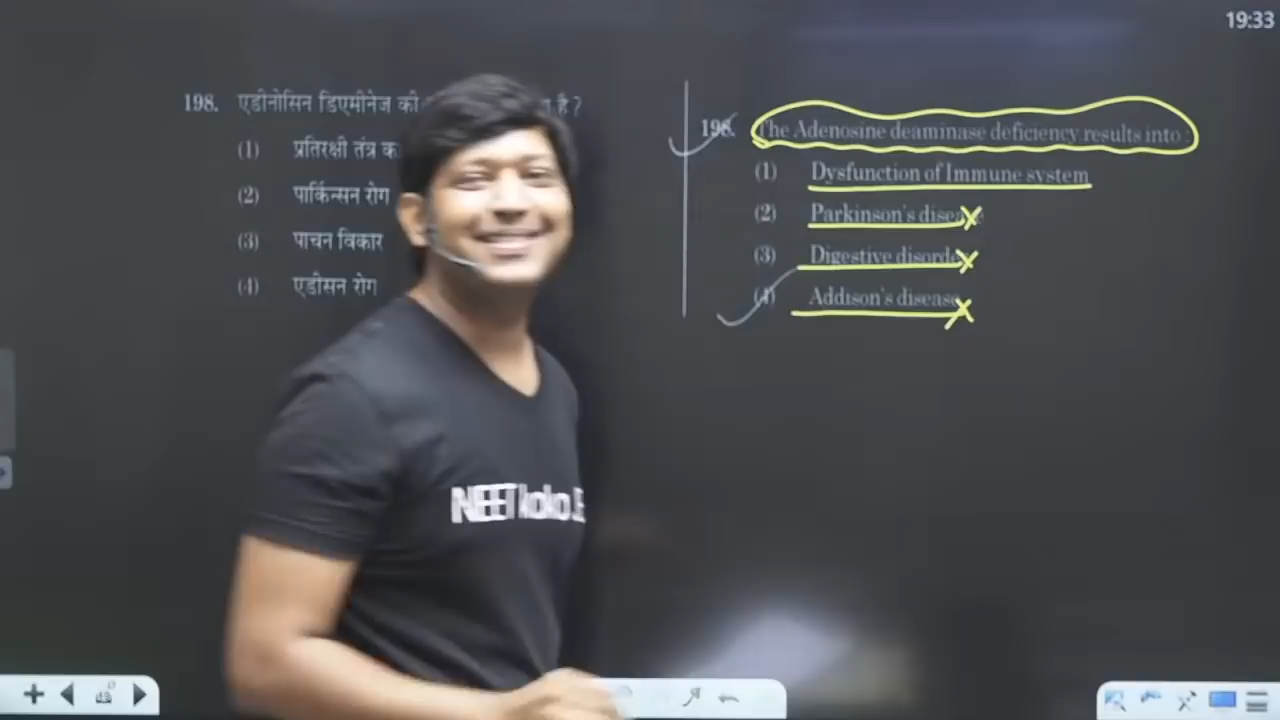 19:33
198. एडीनोसिन डिएमीनेज की है ?
(1) प्रतिरक्षी तंत्र
(2) पार्किन्सन रोग
(3) पाचन विकार
(4) एडीसन रोग
198. The Adenosine deaminase deficiency results into :
(1) Dysfunction of Immune system
(2) Parkinson's disease
(3) Digestive disorder
(4) Addison's disease
NEET